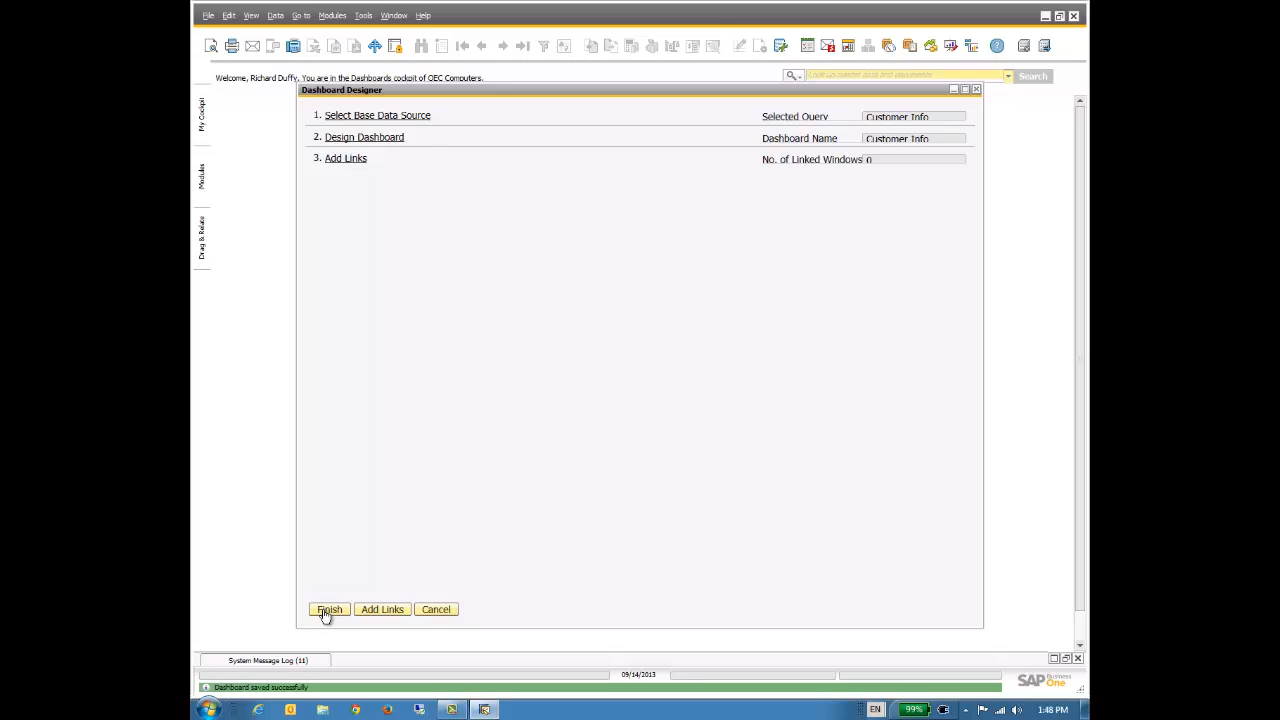 File Edit View Data Go to Modules Tools Window Help
Welcome, Richard Duffy. You are in the Dashboards cockpit of OEC Computers.
Search
Dashboard Designer
My Cockpit
Modules
Drag & Relate
1. Select Base Data Source
Selected Query Customer Info
2. Design Dashboard
Dashboard Name Customer Info
3. Add Links
No. of Linked Windows 0
Finish Add Links Cancel
System Message Log (11)
09/14/2013
Dashboard saved successfully
SAP Business One
EN 99% 1:48 PM